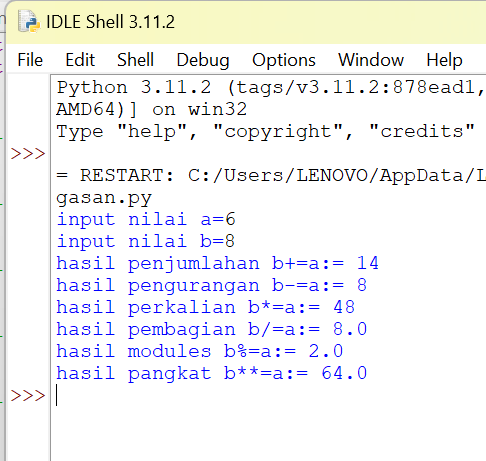 IDLE Shell 3.11.2
File Edit Shell Debug Options Window Help
Python 3.11.2 (tags/v3.11.2:878ead1,
AMD64)] on win32
Type "help", "copyright", "credits"
>>>
= RESTART: C:/Users/LENOVO/AppData/L
gasan.py
input nilai a=6
input nilai b=8
hasil penjumlahan b+=a:= 14
hasil pengurangan b-=a:= 8
hasil perkalian b*=a:= 48
hasil pembagian b/=a:= 8.0
hasil modules b%=a:= 2.0
hasil pangkat b**=a:= 64.0
>>>